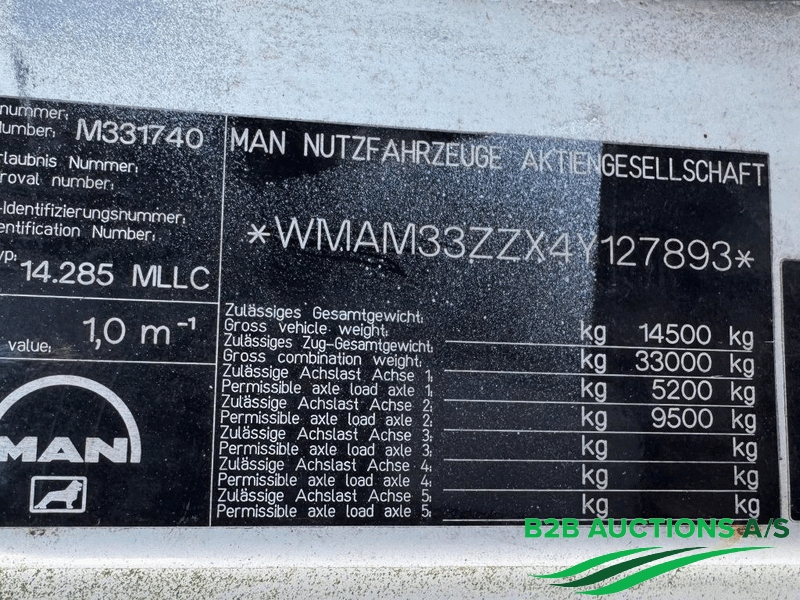 nummer:
Number: M331740
rlaubnis Nummer:
roval number:
-Identifizierungsnummer:
entification Number:
yp: 14.285 MLLC
value: 1,0 m⁻¹
MAN
MAN NUTZFAHRZEUGE AKTIENGESELLSCHAFT
*WMAM33ZZX4Y127893*
Zulässiges Gesamtgewicht:
Gross vehicle weight: kg 14500 kg
Zulässiges Zug-Gesamtgewicht:
Gross combination weight: kg 33000 kg
Zulässige Achslast Achse 1:
Permissible axle load axle 1: kg 5200 kg
Zulässige Achslast Achse 2:
Permissible axle load axle 2: kg 9500 kg
Zulässige Achslast Achse 3:
Permissible axle load axle 3: kg kg
Zulässige Achslast Achse 4:
Permissible axle load axle 4: kg kg
Zulässige Achslast Achse 5:
Permissible axle load axle 5: kg kg
B2B AUCTIONS A/S